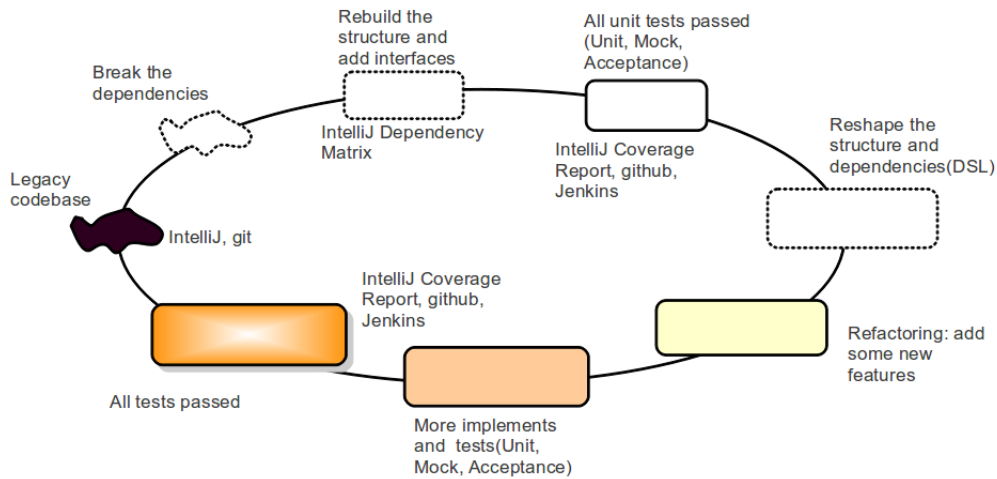 Rebuild the
structure and
add interfaces
All unit tests passed
(Unit, Mock,
Acceptance)
Break the
dependencies
IntelliJ Dependency
Matrix
IntelliJ Coverage
Report, github,
Jenkins
Reshape the
structure and
dependencies(DSL)
Legacy
codebase
IntelliJ, git
IntelliJ Coverage
Report, github,
Jenkins
Refactoring: add
some new
features
All tests passed
More implements
and tests(Unit,
Mock, Acceptance)